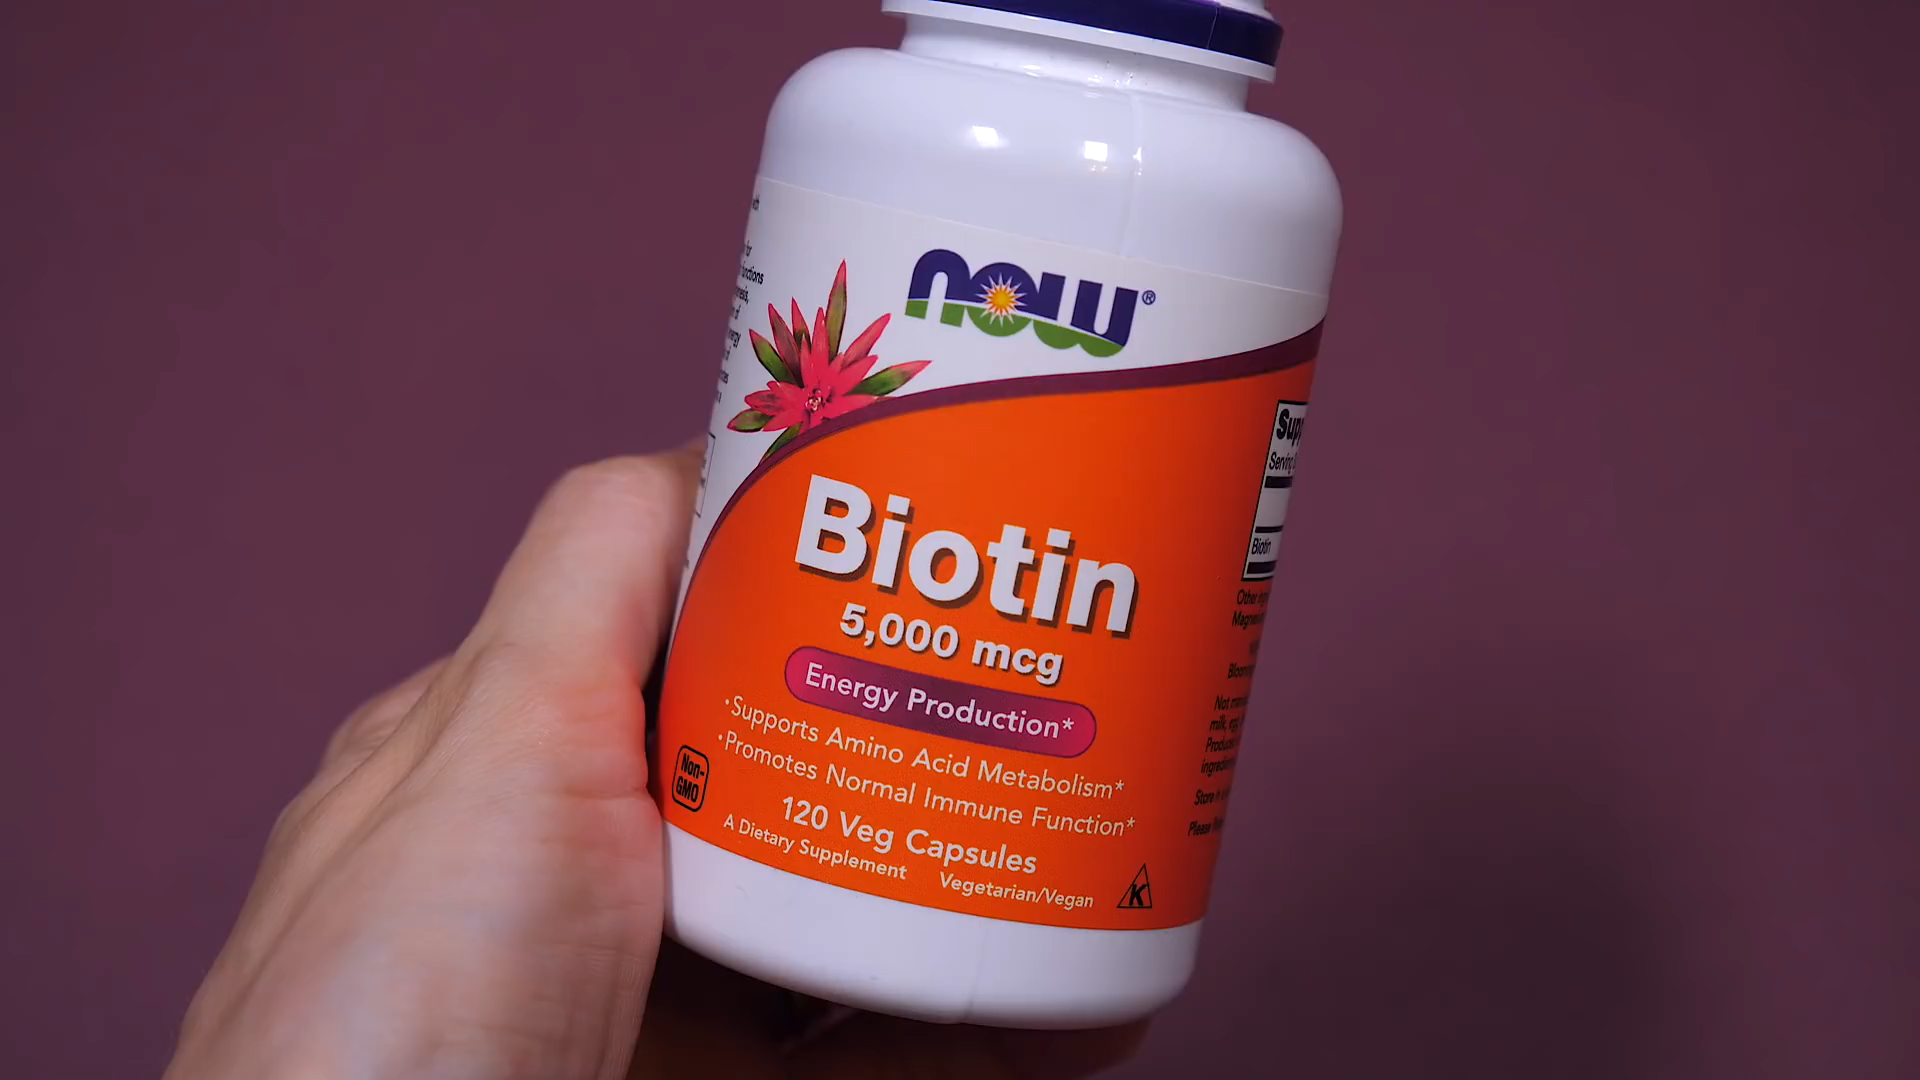 now®
Biotin
5,000 mcg
Energy Production*
·Supports Amino Acid Metabolism*
·Promotes Normal Immune Function*
Non-
GMO
120 Veg Capsules
A Dietary Supplement
Vegetarian/Vegan
K
Biotin